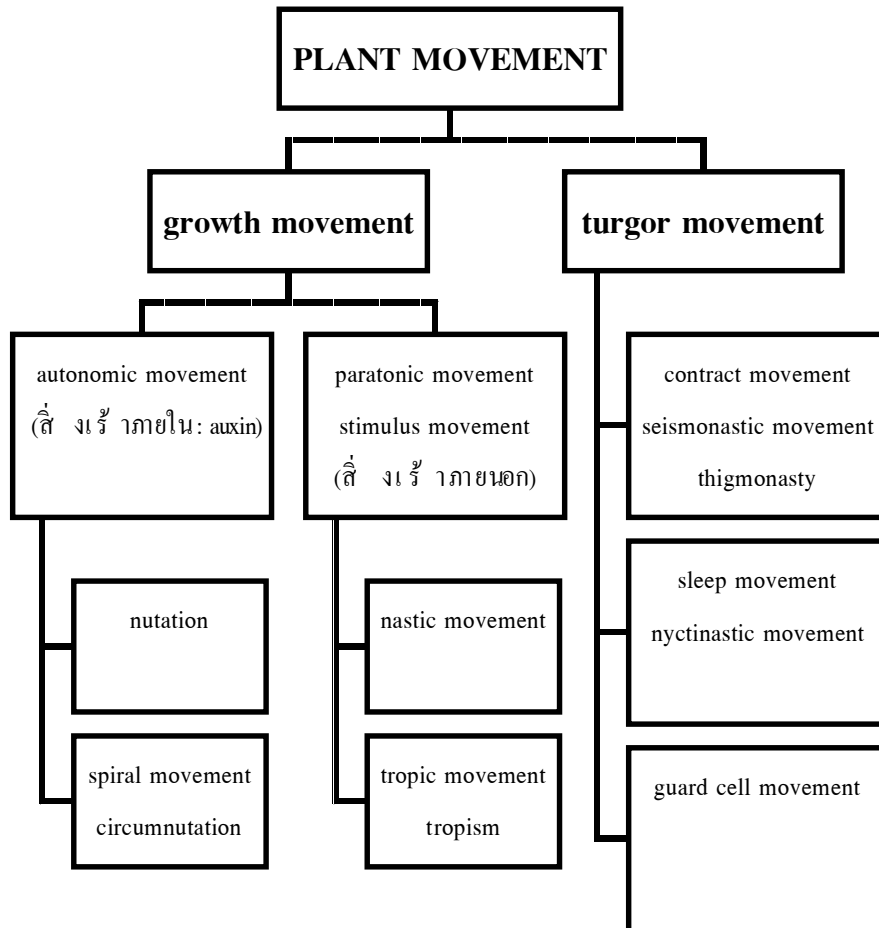 PLANT MOVEMENT
growth movement
turgor movement
autonomic movement
(สิ่งเร้าภายใน: auxin)
nutation
spiral movement
circumnutation
paratonic movement
stimulus movement
(สิ่งเร้าภายนอก)
nastic movement
tropic movement
tropism
contract movement
seismonastic movement
thigmonasty
sleep movement
nyctinastic movement
guard cell movement